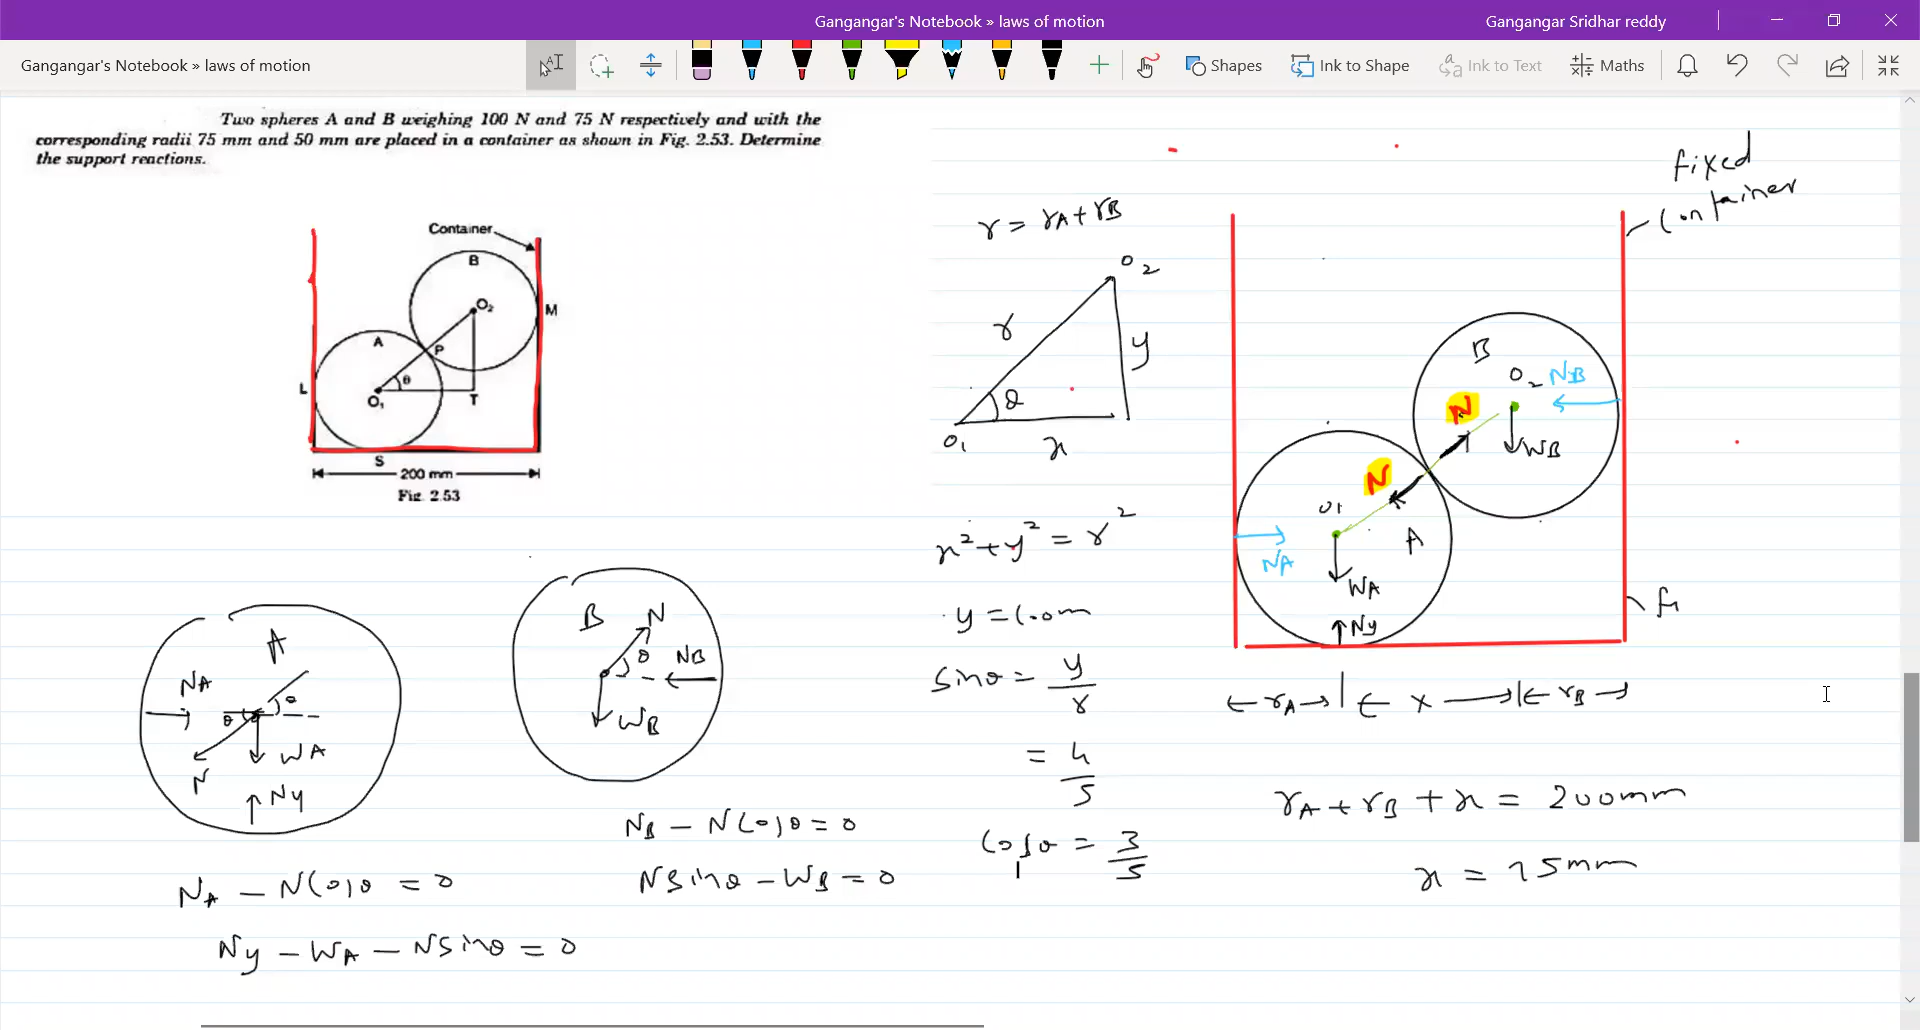 Gangangar's Notebook » laws of motion
Gangangar Sridhar reddy
Gangangar's Notebook » laws of motion
Shapes
Ink to Shape
Ink to Text
Maths
Two spheres A and B weighing 100 N and 75 N respectively and with the
corresponding radii 75 mm and 50 mm are placed in a container as shown in Fig. 2.53. Determine
the support reactions.
Container
B
O₂
M
A
P
L
θ
O₁
T
S
200 mm
Fig. 2.53
r = rA + rB
O₂
r
y
θ
O₁
x
x² + y² = r²
y = 100m
sinθ = y/r
= 4/5
cosθ = 3/5
fixed
container
B
O₂
NB
N
WB
N
O₁
A
NA
WA
Ny
rA
x
rB
rA + rB + x = 200mm
x = 75mm
A
NA
θ
θ
WA
N
Ny
NA - Ncosθ = 0
Ny - WA - Nsinθ = 0
B
N
θ
NB
WB
NB - Ncosθ = 0
Nsinθ - WB = 0